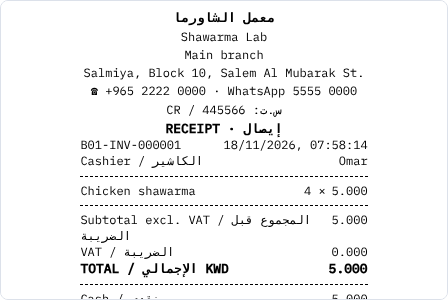 معمل الشاورما
Shawarma Lab
Main branch
Salmiya, Block 10, Salem Al Mubarak St.
☎ +965 2222 0000 · WhatsApp 5555 0000
CR / س.ت: 445566
RECEIPT · إيصال
B01-INV-000001 18/11/2026, 07:58:14
Cashier / الكاشير Omar
Chicken shawarma 4 × 5.000
Subtotal excl. VAT / المجموع قبل الضريبة 5.000
VAT / الضريبة 0.000
TOTAL / الإجمالي KWD 5.000
Cash / نقدي 5.000